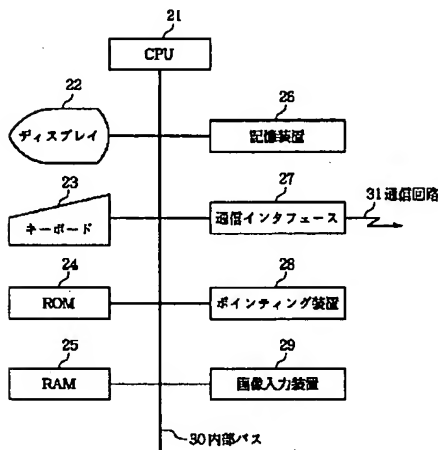 21
CPU
22
ディスプレイ
26
記憶装置
23
キーボード
27
通信インタフェース
31通信回路
24
ROM
28
ポインティング装置
25
RAM
29
画像入力装置
30内部バス